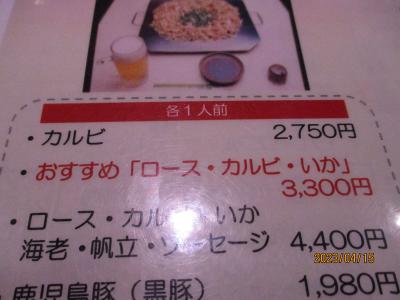 各1人前
・カルビ 2,750円
・おすすめ「ロース・カルビ・いか」
3,300円
・ロース・カル いか
海老・帆立・ソーセージ 4,400円
鹿児島豚（黒豚） 1,980円
2023/04/15